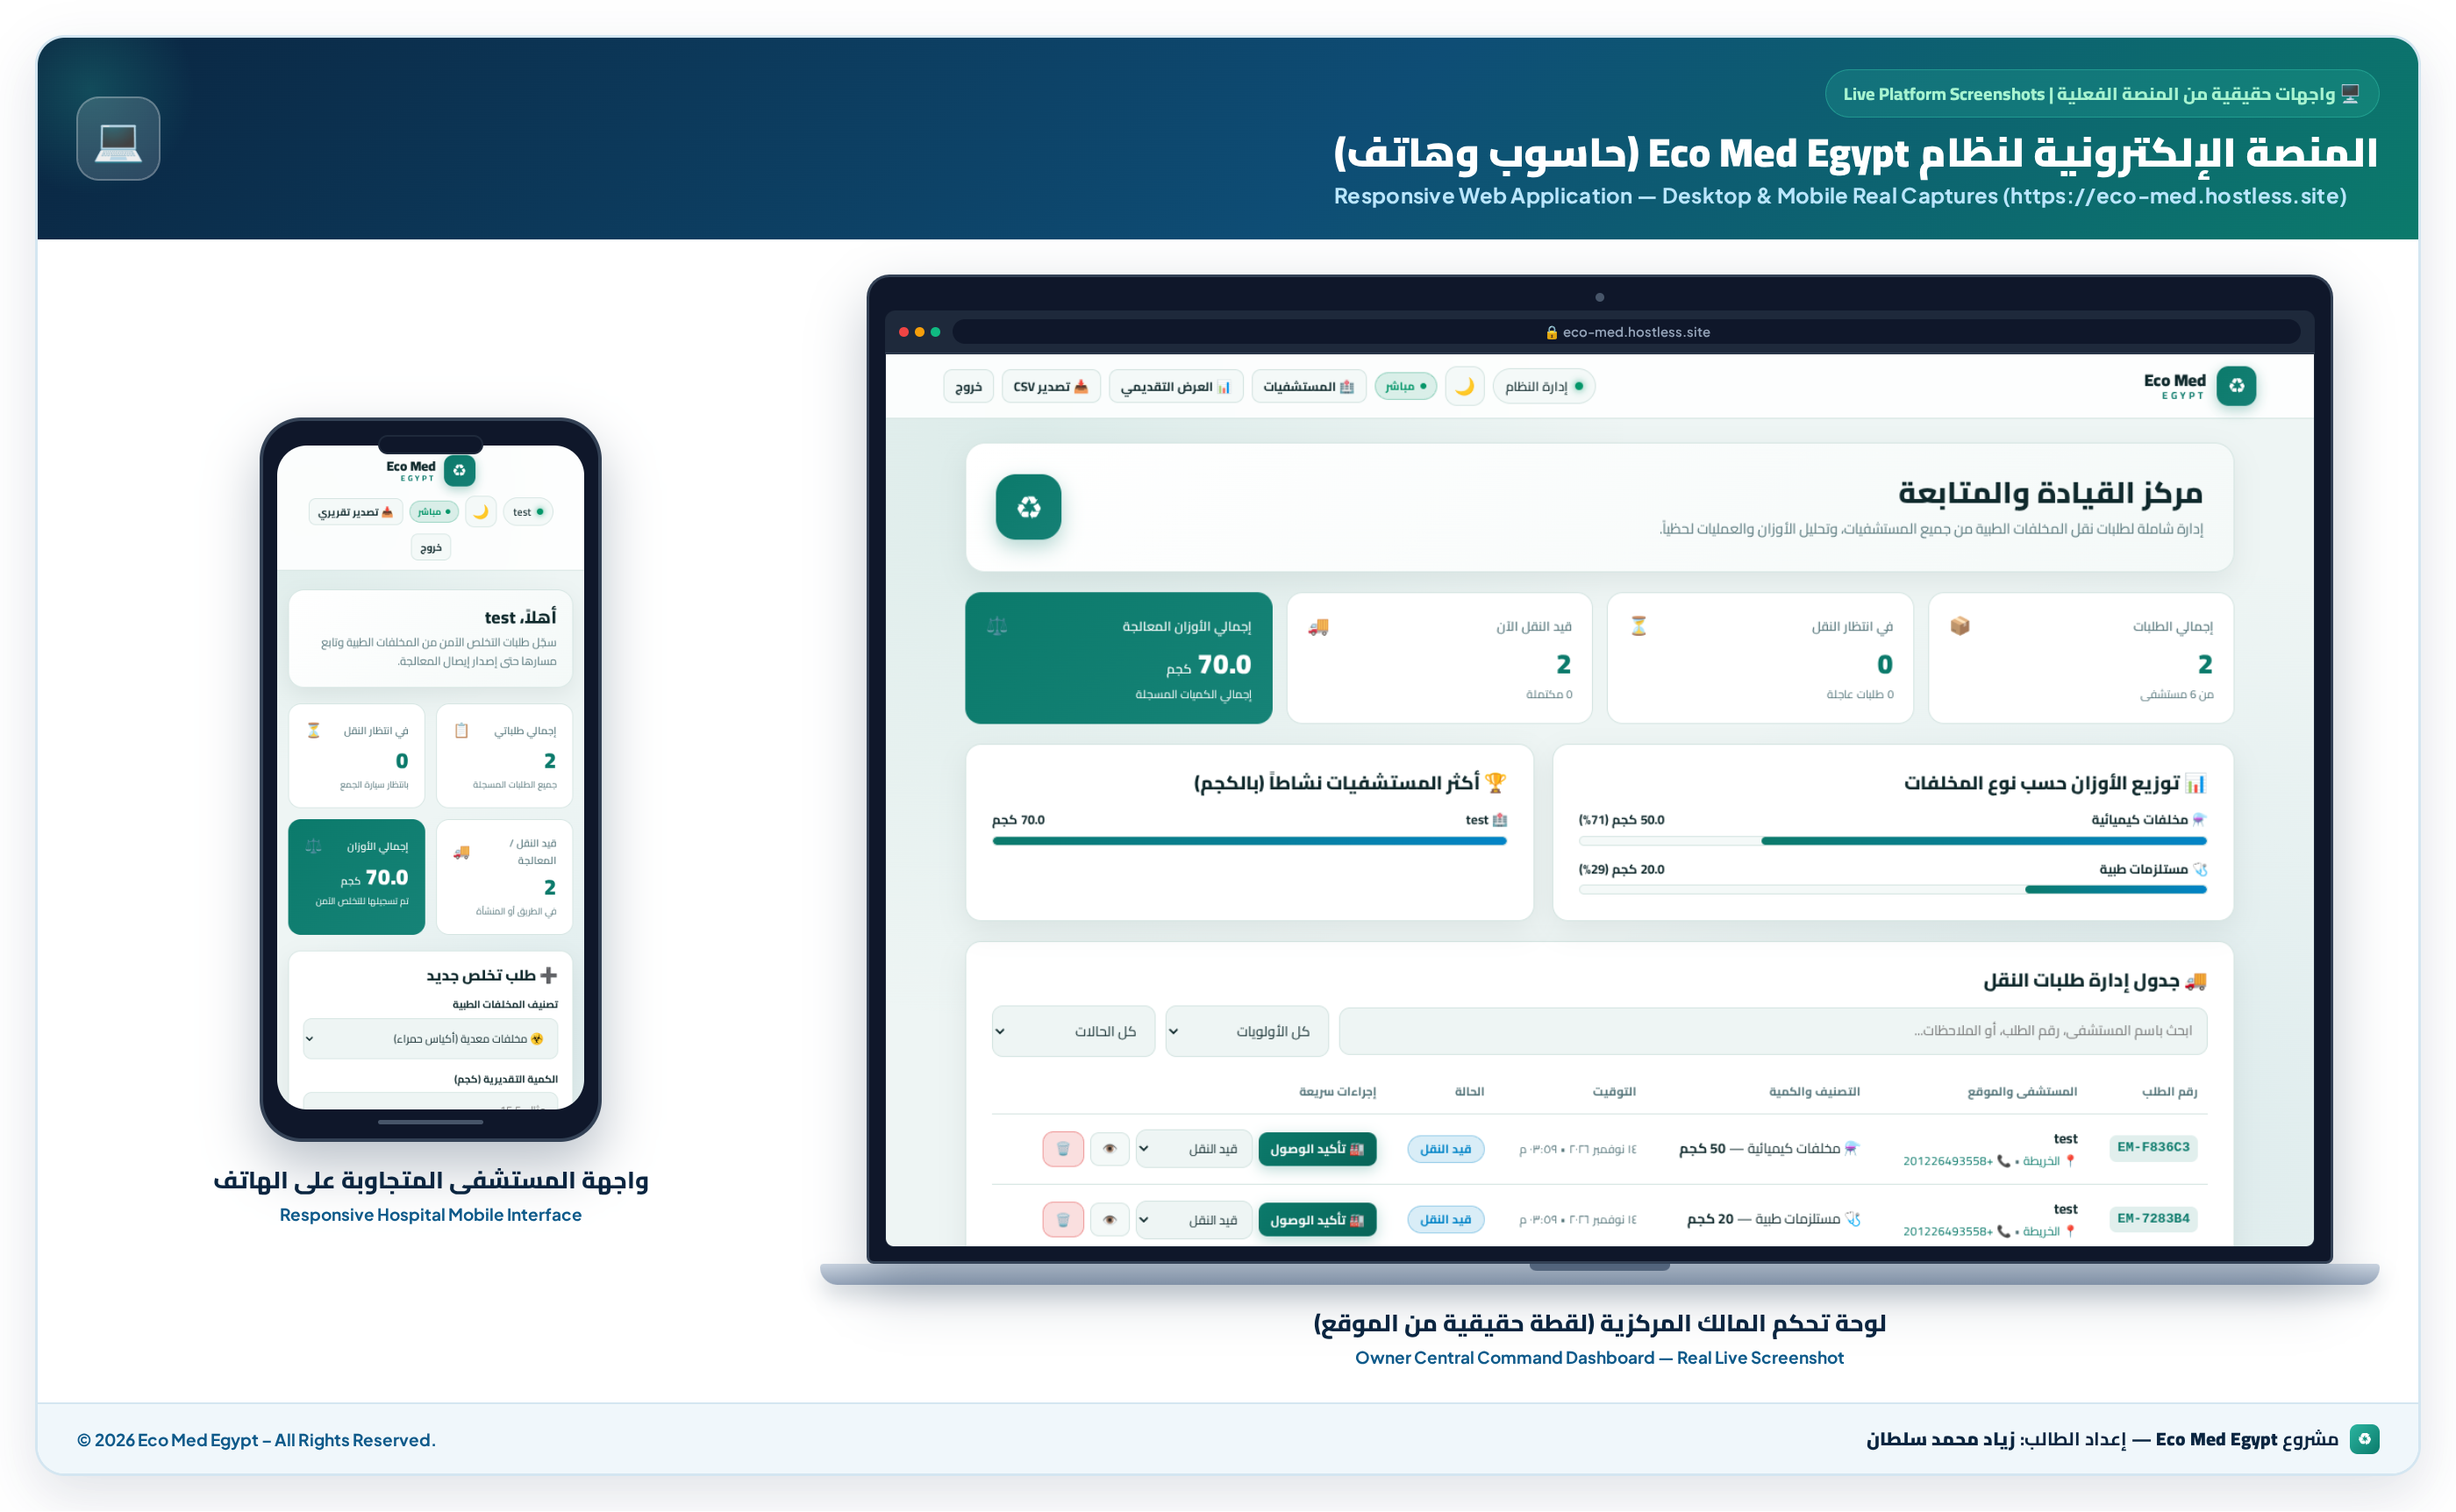 🖥️ واجهات حقيقية من المنصة الفعلية | Live Platform Screenshots
المنصة الإلكترونية لنظام Eco Med Egypt (حاسوب وهاتف)
Responsive Web Application — Desktop & Mobile Real Captures (https://eco-med.hostless.site)
🔒 eco-med.hostless.site
Eco Med
EGYPT
إدارة النظام
مباشر
🏥 المستشفيات
📊 العرض التقديمي
📥 تصدير CSV
خروج
مركز القيادة والمتابعة
إدارة شاملة لطلبات نقل المخلفات الطبية من جميع المستشفيات، وتحليل الأوزان والعمليات لحظياً.
إجمالي الطلبات
2
من 6 مستشفى
في انتظار النقل
0
0 طلبات عاجلة
قيد النقل الآن
2
0 مكتملة
إجمالي الأوزان المعالجة
70.0 كجم
إجمالي الكميات المسجلة
📊 توزيع الأوزان حسب نوع المخلفات
⚗️ مخلفات كيميائية 50.0 كجم (71%)
🩺 مستلزمات طبية 20.0 كجم (29%)
🏆 أكثر المستشفيات نشاطاً (بالكجم)
🏥 test 70.0 كجم
🚚 جدول إدارة طلبات النقل
ابحث باسم المستشفى، رقم الطلب، أو الملاحظات...
كل الأولويات
كل الحالات
رقم الطلب المستشفى والموقع التصنيف والكمية التوقيت الحالة إجراءات سريعة
EM-F836C3 test ⚗️ مخلفات كيميائية — 50 كجم ١٤ نوفمبر ٢٠٢٦ • ٠٣:٥٩ م قيد النقل 🏭 تأكيد الوصول قيد النقل
📍 الخريطة • 📞 +201226493558
EM-7283B4 test 🩺 مستلزمات طبية — 20 كجم ١٤ نوفمبر ٢٠٢٦ • ٠٣:٥٩ م قيد النقل 🏭 تأكيد الوصول قيد النقل
📍 الخريطة • 📞 +201226493558
لوحة تحكم المالك المركزية (لقطة حقيقية من الموقع)
Owner Central Command Dashboard — Real Live Screenshot
Eco Med
EGYPT
test
مباشر
📥 تصدير تقريري
خروج
أهلاً، test
سجّل طلبات التخلص الآمن من المخلفات الطبية وتابع
مسارها حتى إصدار إيصال المعالجة.
إجمالي طلباتي
2
جميع الطلبات المسجلة
في انتظار النقل
0
بانتظار سيارة الجمع
قيد النقل /
المعالجة
2
في الطريق أو المنشأة
إجمالي الأوزان
70.0 كجم
تم تسجيلها للتخلص الآمن
➕ طلب تخلص جديد
تصنيف المخلفات الطبية
☣️ مخلفات معدية (أكياس حمراء)
الكمية التقديرية (كجم)
واجهة المستشفى المتجاوبة على الهاتف
Responsive Hospital Mobile Interface
مشروع Eco Med Egypt — إعداد الطالب: زياد محمد سلطان
© 2026 Eco Med Egypt – All Rights Reserved.